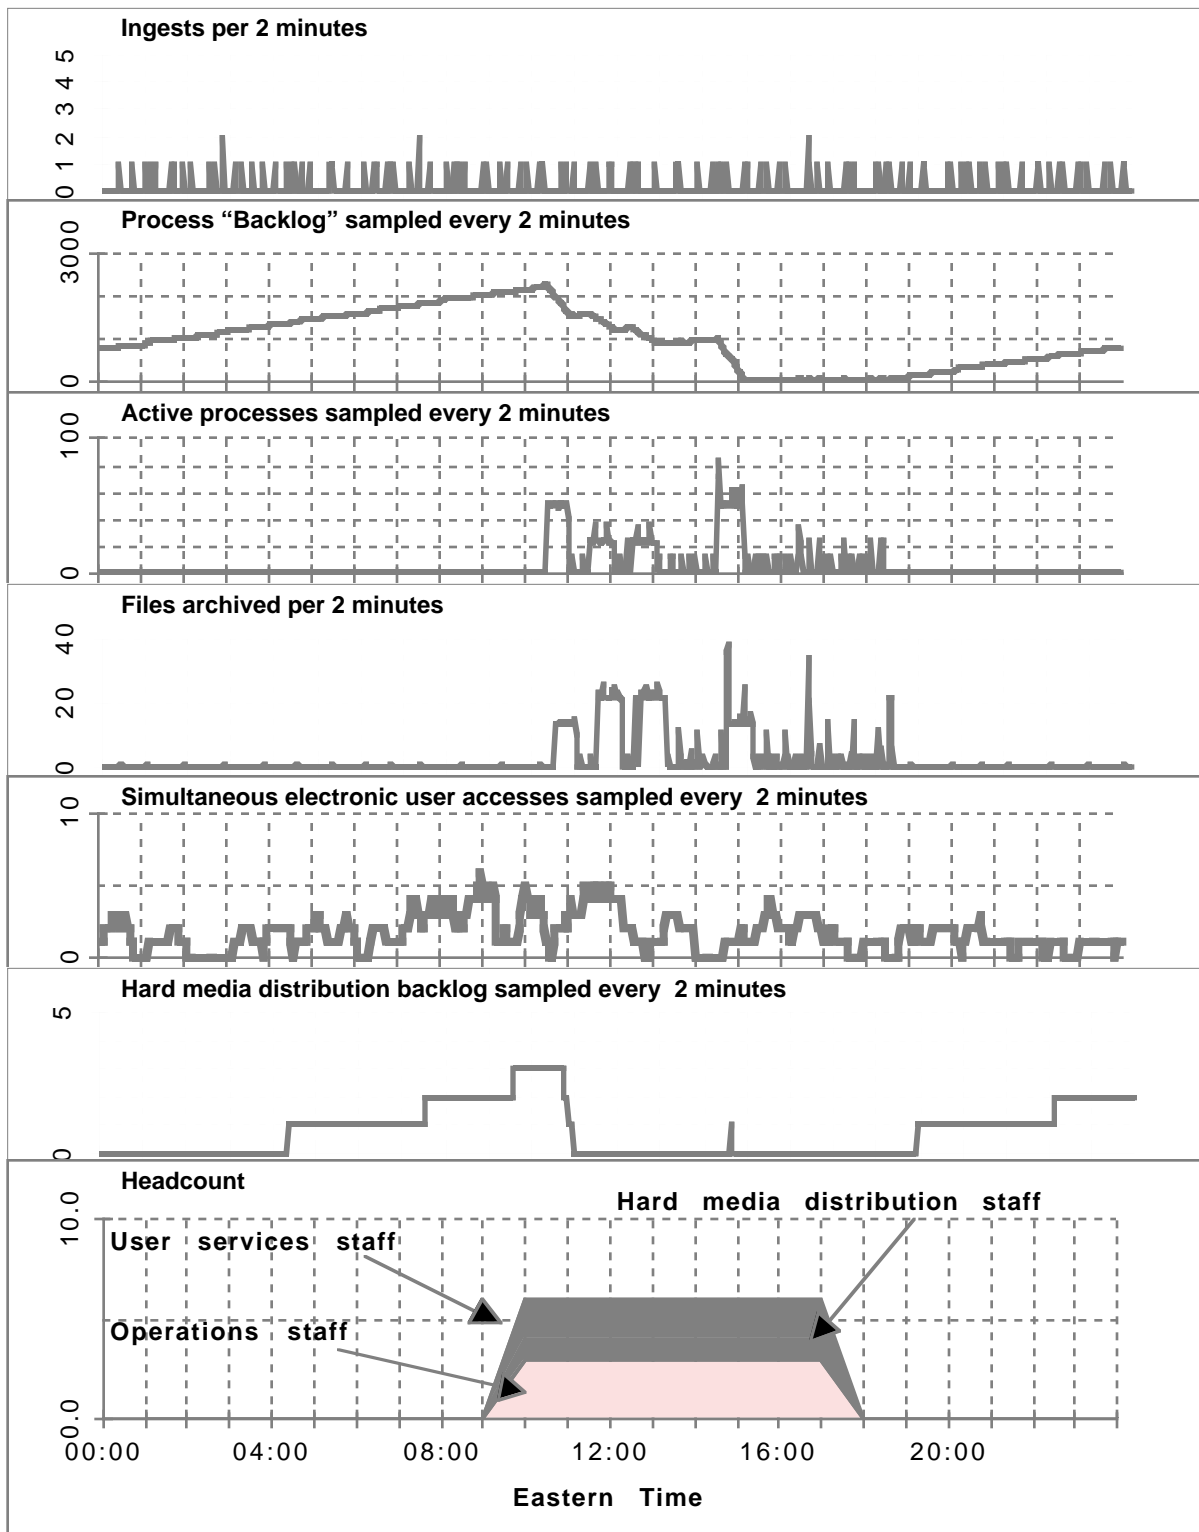 Ingests per 2 minutes
5
4
3
2
1
0
Process “Backlog” sampled every 2 minutes
3000
0
Active processes sampled every 2 minutes
100
0
Files archived per 2 minutes
40
20
0
Simultaneous electronic user accesses sampled every 2 minutes
10
0
Hard media distribution backlog sampled every 2 minutes
5
0
Headcount
10.0
Hard media distribution staff
User services staff
Operations staff
0.0
00:00 04:00 08:00 12:00 16:00 20:00
Eastern Time